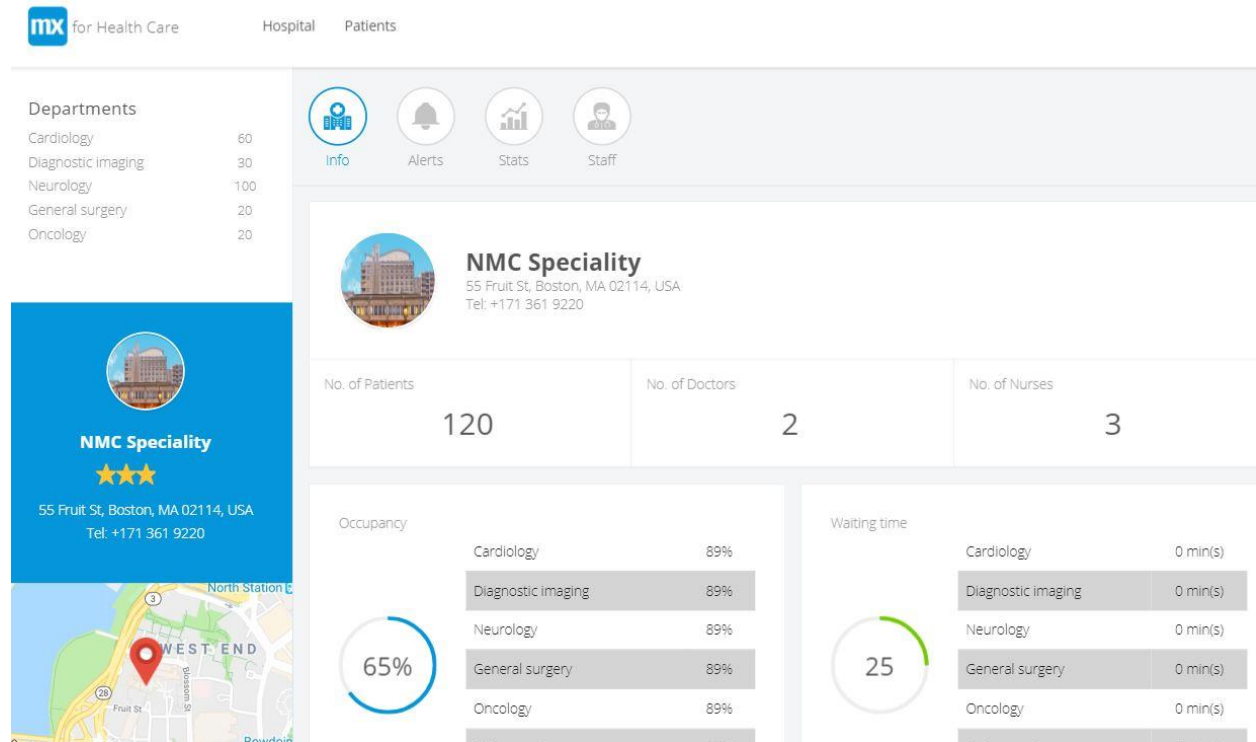 mx for Health Care Hospital Patients
Departments
Cardiology 60
Diagnostic imaging 30
Neurology 100
General surgery 20
Oncology 20
NMC Speciality
55 Fruit St, Boston, MA 02114, USA
Tel: +171 361 9220
North Station
3
WEST END
Blossom St
28
Fruit St
Info Alerts Stats Staff
NMC Speciality
55 Fruit St, Boston, MA 02114, USA
Tel: +171 361 9220
No. of Patients No. of Doctors No. of Nurses
120 2 3
Occupancy
65%
Cardiology 89%
Diagnostic imaging 89%
Neurology 89%
General surgery 89%
Oncology 89%
Waiting time
25
Cardiology 0 min(s)
Diagnostic imaging 0 min(s)
Neurology 0 min(s)
General surgery 0 min(s)
Oncology 0 min(s)